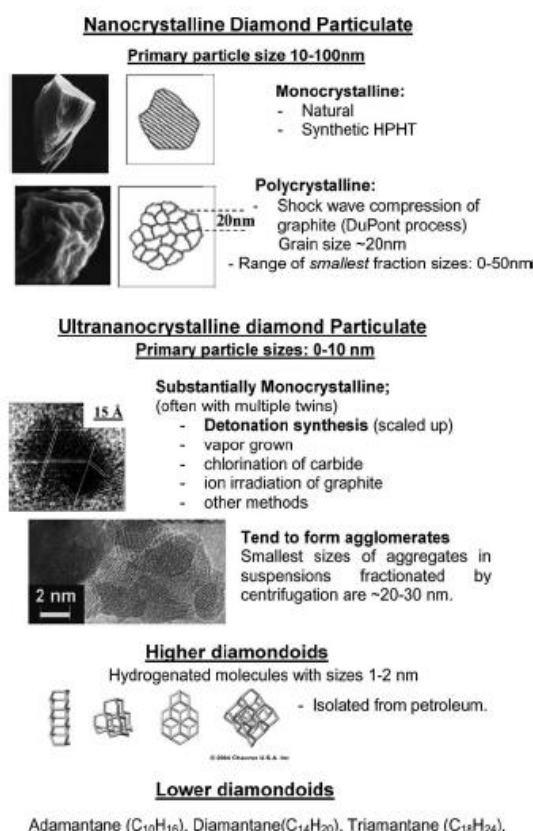 Nanocrystalline Diamond Particulate
Primary particle size 10-100nm
Monocrystalline:
- Natural
- Synthetic HPHT
Polycrystalline:
- Shock wave compression of
graphite (DuPont process)
Grain size ~20nm
20nm
- Range of smallest fraction sizes: 0-50nm
Ultrananocrystalline diamond Particulate
Primary particle sizes: 0-10 nm
Substantially Monocrystalline;
(often with multiple twins)
15 Å
- Detonation synthesis (scaled up)
- vapor grown
- chlorination of carbide
- ion irradiation of graphite
- other methods
Tend to form agglomerates
Smallest sizes of aggregates in
suspensions fractionated by
centrifugation are ~20-30 nm.
2 nm
Higher diamondoids
Hydrogenated molecules with sizes 1-2 nm
- Isolated from petroleum.
© 2004 Chevron U.S.A. Inc
Lower diamondoids
Adamantane (C10H16), Diamantane(C14H20), Triamantane (C18H24),